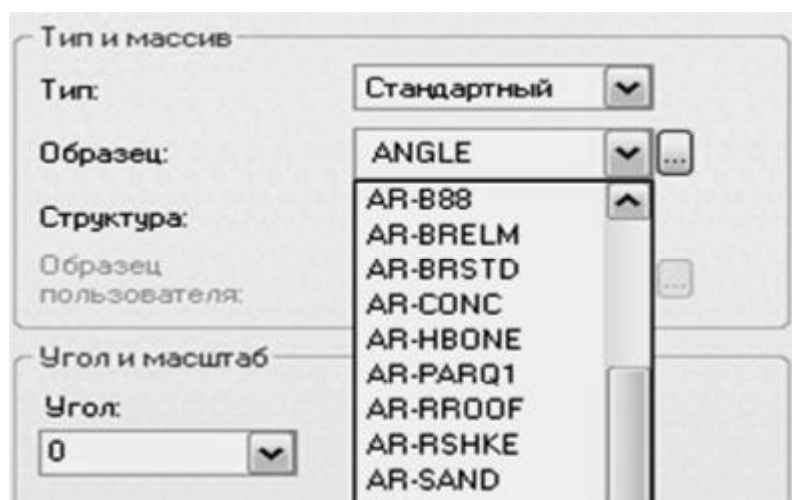 Тип и массив
Тип:
Стандартный
Образец:
ANGLE
...
AR-B88
Структура:
AR-BRELM
Образец
пользователя:
AR-BRSTD
...
AR-CONC
AR-HBONE
Угол и масштаб
AR-PARQ1
Угол:
AR-RROOF
0
AR-RSHKE
AR-SAND